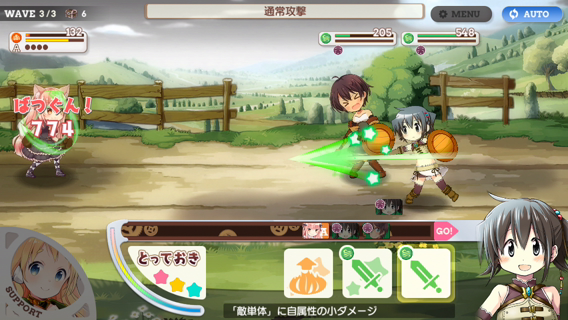 WAVE 3/3 6
通常攻撃
MENU
AUTO
132
A
205
548
ばつぐん!
774
A
GO!
とっておき
SUPPORT
「敵単体」に自属性の小ダメージ